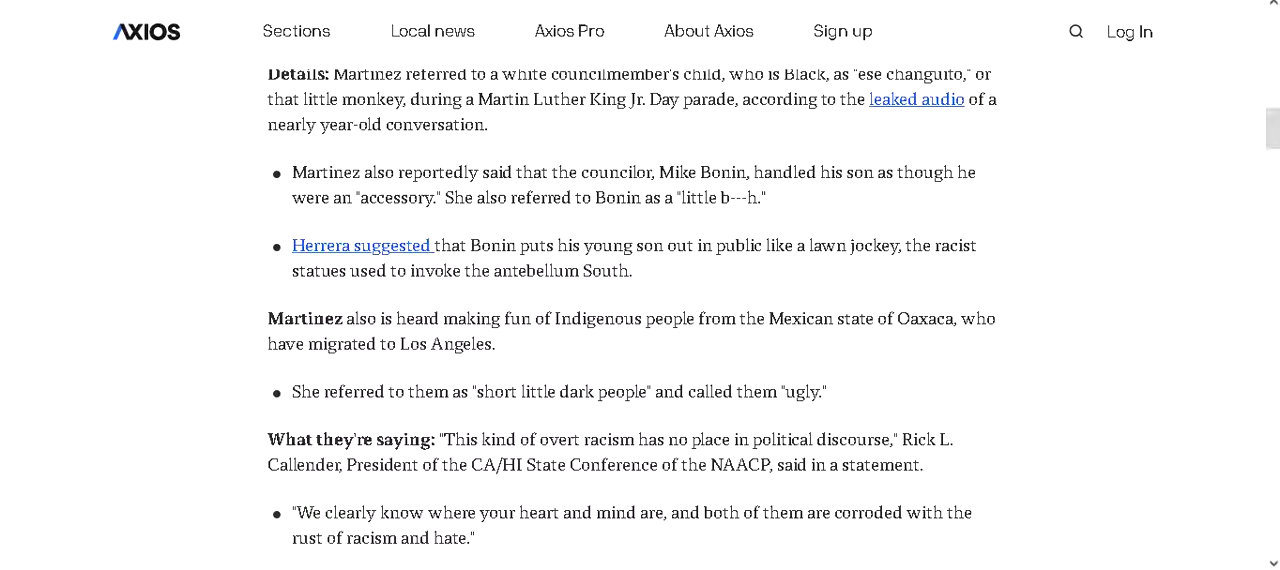 AXIOS
Sections
Local news
Axios Pro
About Axios
Sign up
Log In
Details: Martinez referred to a white councilmember's child, who is Black, as "ese changuito," or
that little monkey, during a Martin Luther King Jr. Day parade, according to the leaked audio of a
nearly year-old conversation.
• Martinez also reportedly said that the councilor, Mike Bonin, handled his son as though he
were an "accessory." She also referred to Bonin as a "little b---h."
• Herrera suggested that Bonin puts his young son out in public like a lawn jockey, the racist
statues used to invoke the antebellum South.
Martinez also is heard making fun of Indigenous people from the Mexican state of Oaxaca, who
have migrated to Los Angeles.
• She referred to them as "short little dark people" and called them "ugly."
What they're saying: "This kind of overt racism has no place in political discourse," Rick L.
Callender, President of the CA/HI State Conference of the NAACP, said in a statement.
• "We clearly know where your heart and mind are, and both of them are corroded with the
rust of racism and hate."